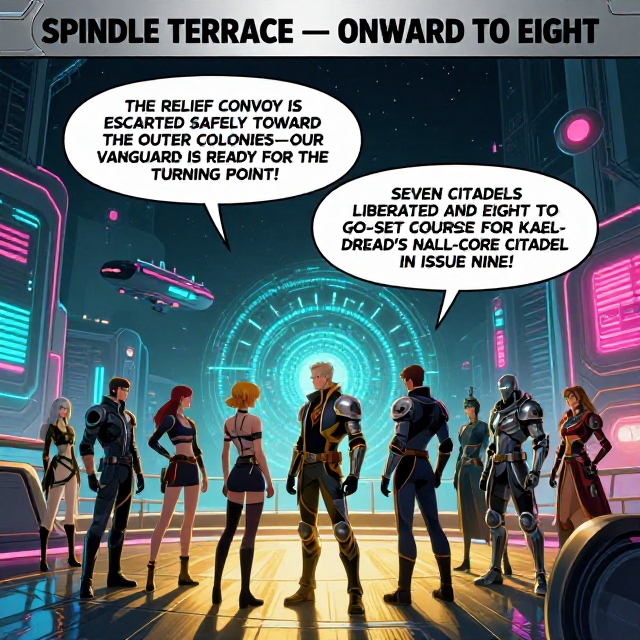 SPINDLE TERRACE — ONWARD TO EIGHT
THE RELIEF CONVOY IS
ESCARTED SAFELY TOWARD
THE OUTER COLONIES—OUR
VANGUARD IS READY FOR THE
TURNING POINT!
SEVEN CITADELS
LIBERATED AND EIGHT TO
GO-SET COURSE FOR KAEL-
DREAD'S NALL-CORE CITADEL
IN ISSUE NINE!